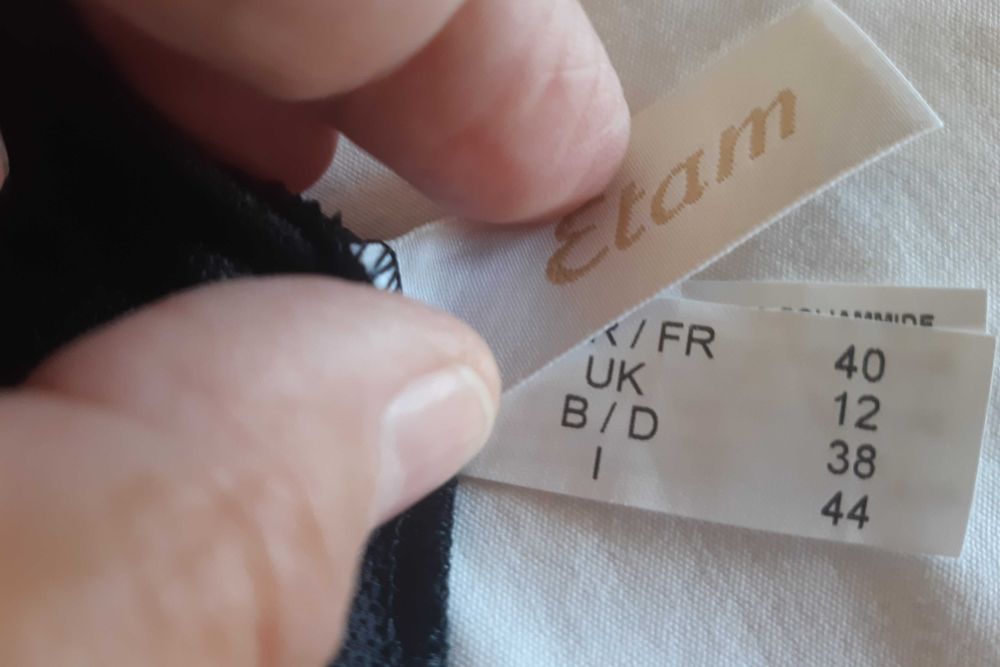 Etam
/ FR 40
UK 12
B / D 38
I 44